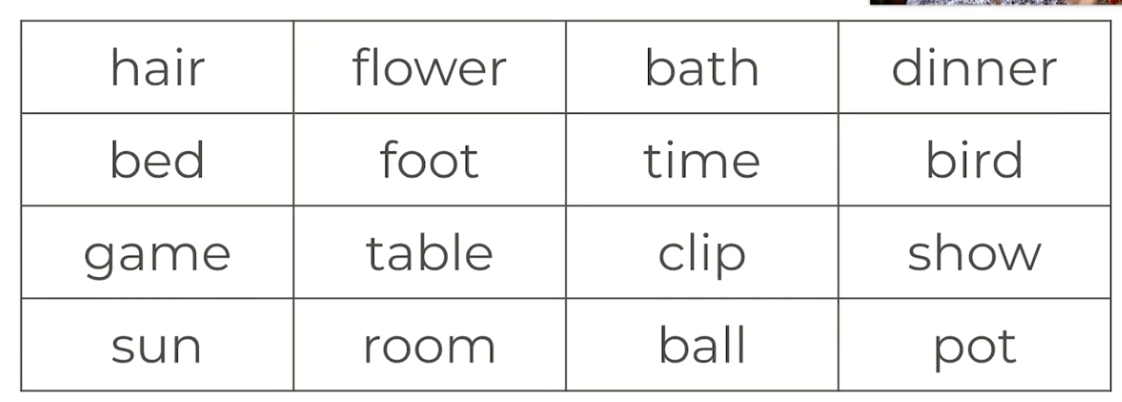 hair flower bath dinner
bed foot time bird
game table clip show
sun room ball pot